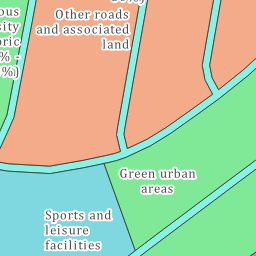 Other roads
and associated
land
Green urban
areas
Sports and
leisure
facilities